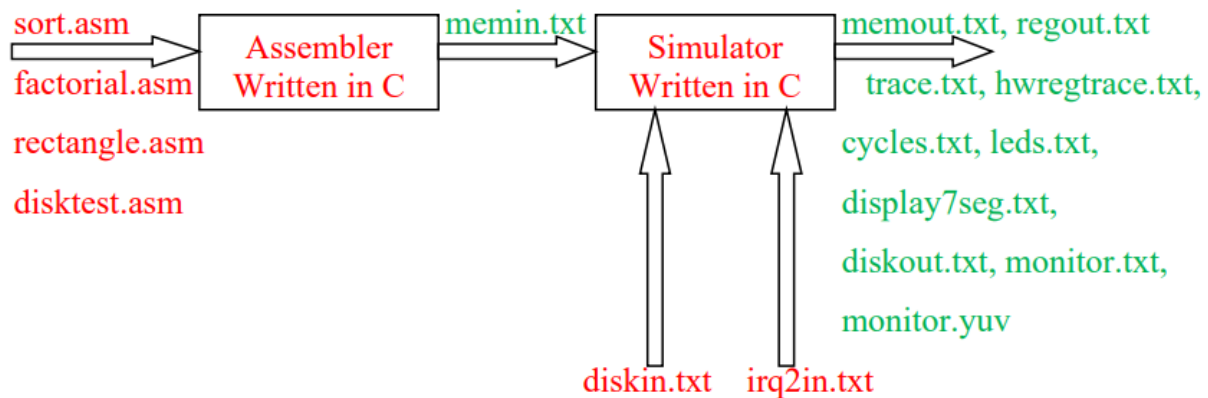 sort.asm
factorial.asm
rectangle.asm
disktest.asm
Assembler
Written in C
memin.txt
Simulator
Written in C
memout.txt, regout.txt
trace.txt, hwregtrace.txt,
cycles.txt, leds.txt,
display7seg.txt,
diskout.txt, monitor.txt,
monitor.yuv
diskin.txt
irq2in.txt